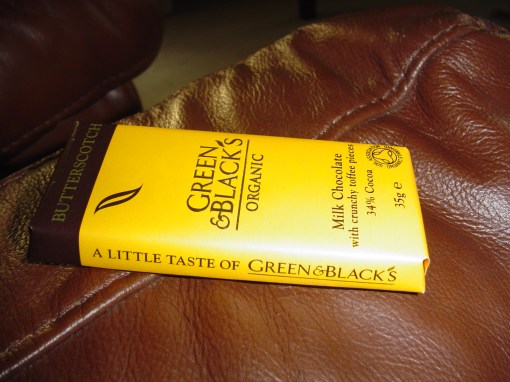 BUTTERSCOTCH
GREEN
&BLACK'S
ORGANIC
Milk Chocolate
with crunchy toffee pieces
34% Cocoa
35g e
A LITTLE TASTE OF GREEN&BLACK'S